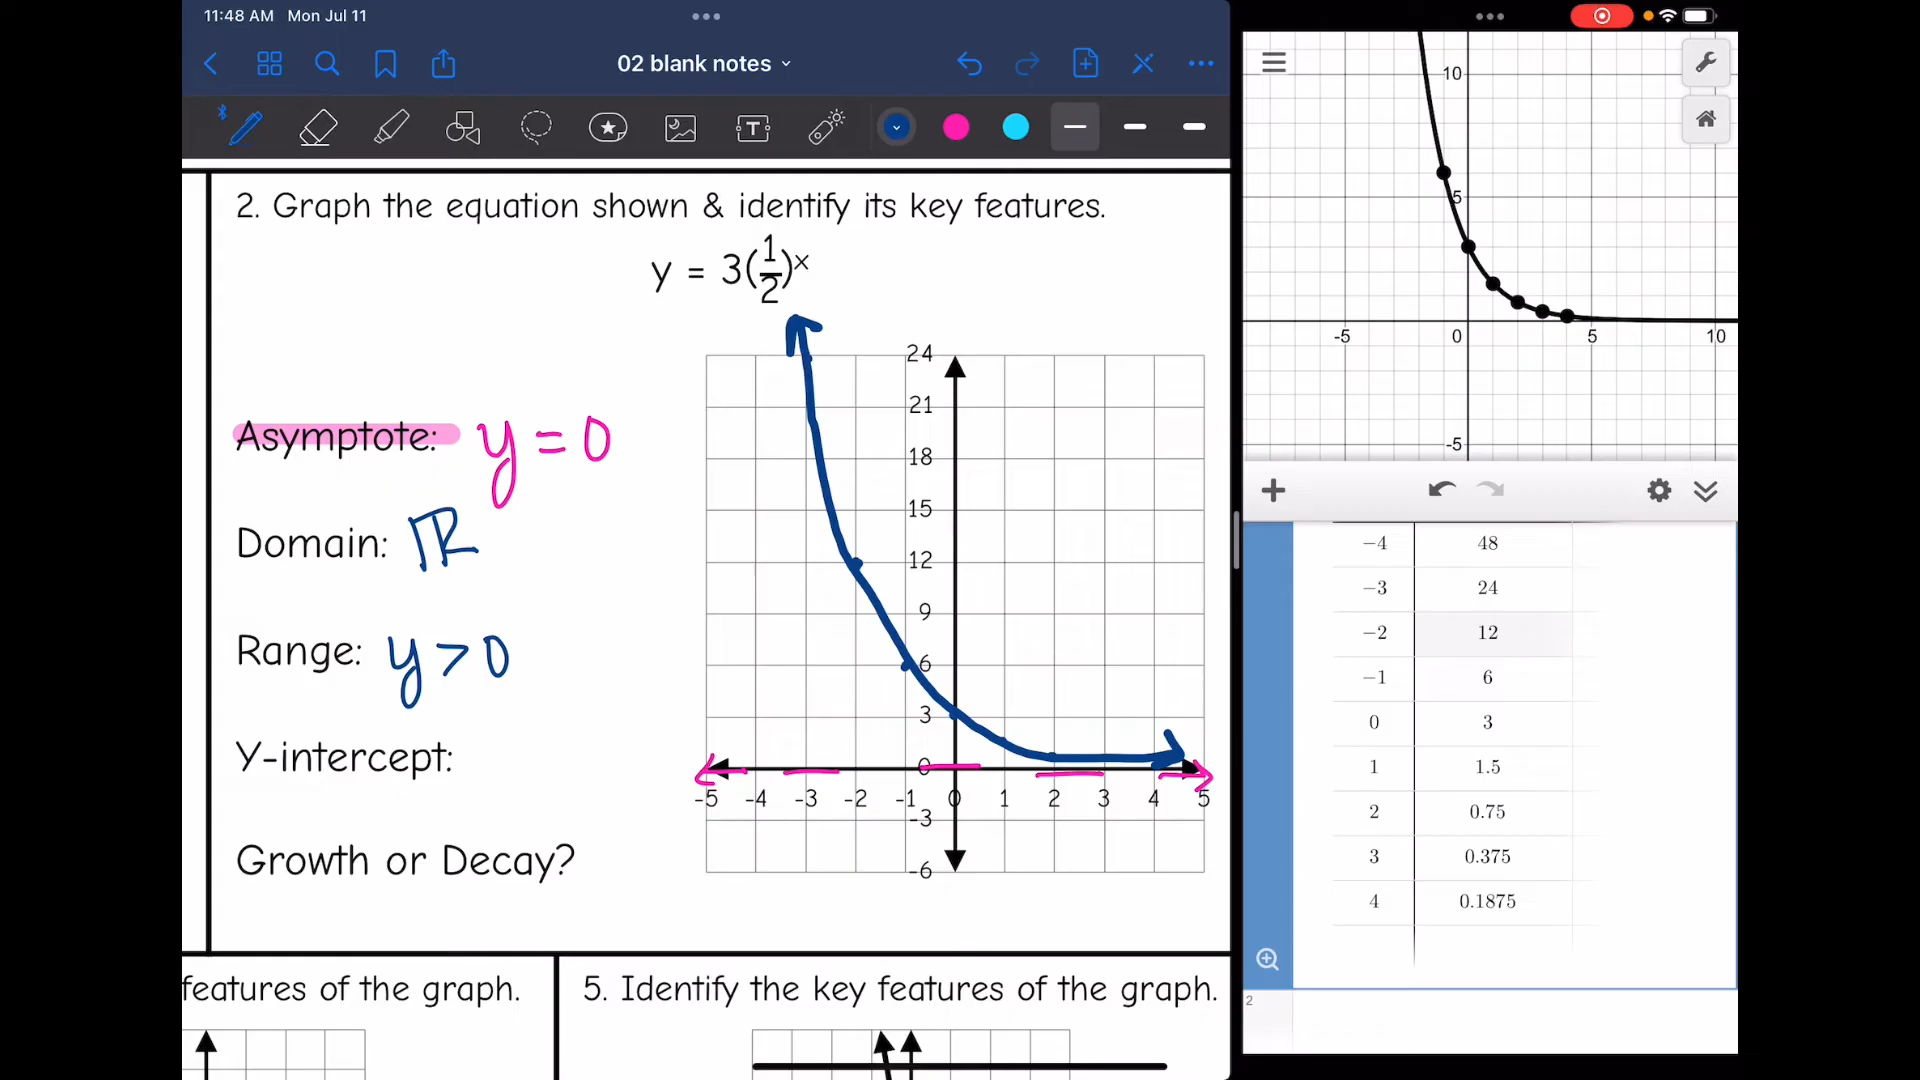 11:48 AM Mon Jul 11
02 blank notes
T
2. Graph the equation shown & identify its key features.
y = 3(1/2)^x
Asymptote: y = 0
Domain: ℝ
Range: y > 0
Y-intercept:
Growth or Decay?
24
21
18
15
12
9
6
3
0
-5 -4 -3 -2 -1 0 1 2 3 4 5
-3
-6
features of the graph.
5. Identify the key features of the graph.
10
5
-5 0 5 10
-5
−4 48
−3 24
−2 12
−1 6
0 3
1 1.5
2 0.75
3 0.375
4 0.1875
2